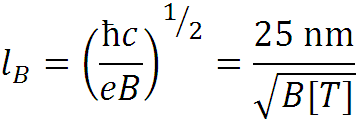 l_B = (ħc / eB)^{1/2} = 25 nm / √B[T]